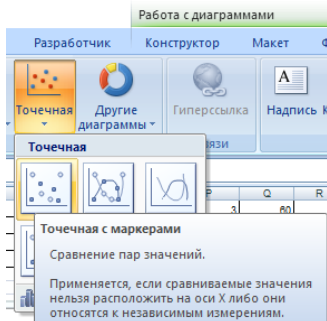 Работа с диаграммами
Разработчик Конструктор Макет
Точечная Другие диаграммы Гиперссылка Надпись
Точечная
P Q R
3 60
Точечная с маркерами
Сравнение пар значений.
Применяется, если сравниваемые значения
нельзя расположить на оси X либо они
относятся к независимым измерениям.